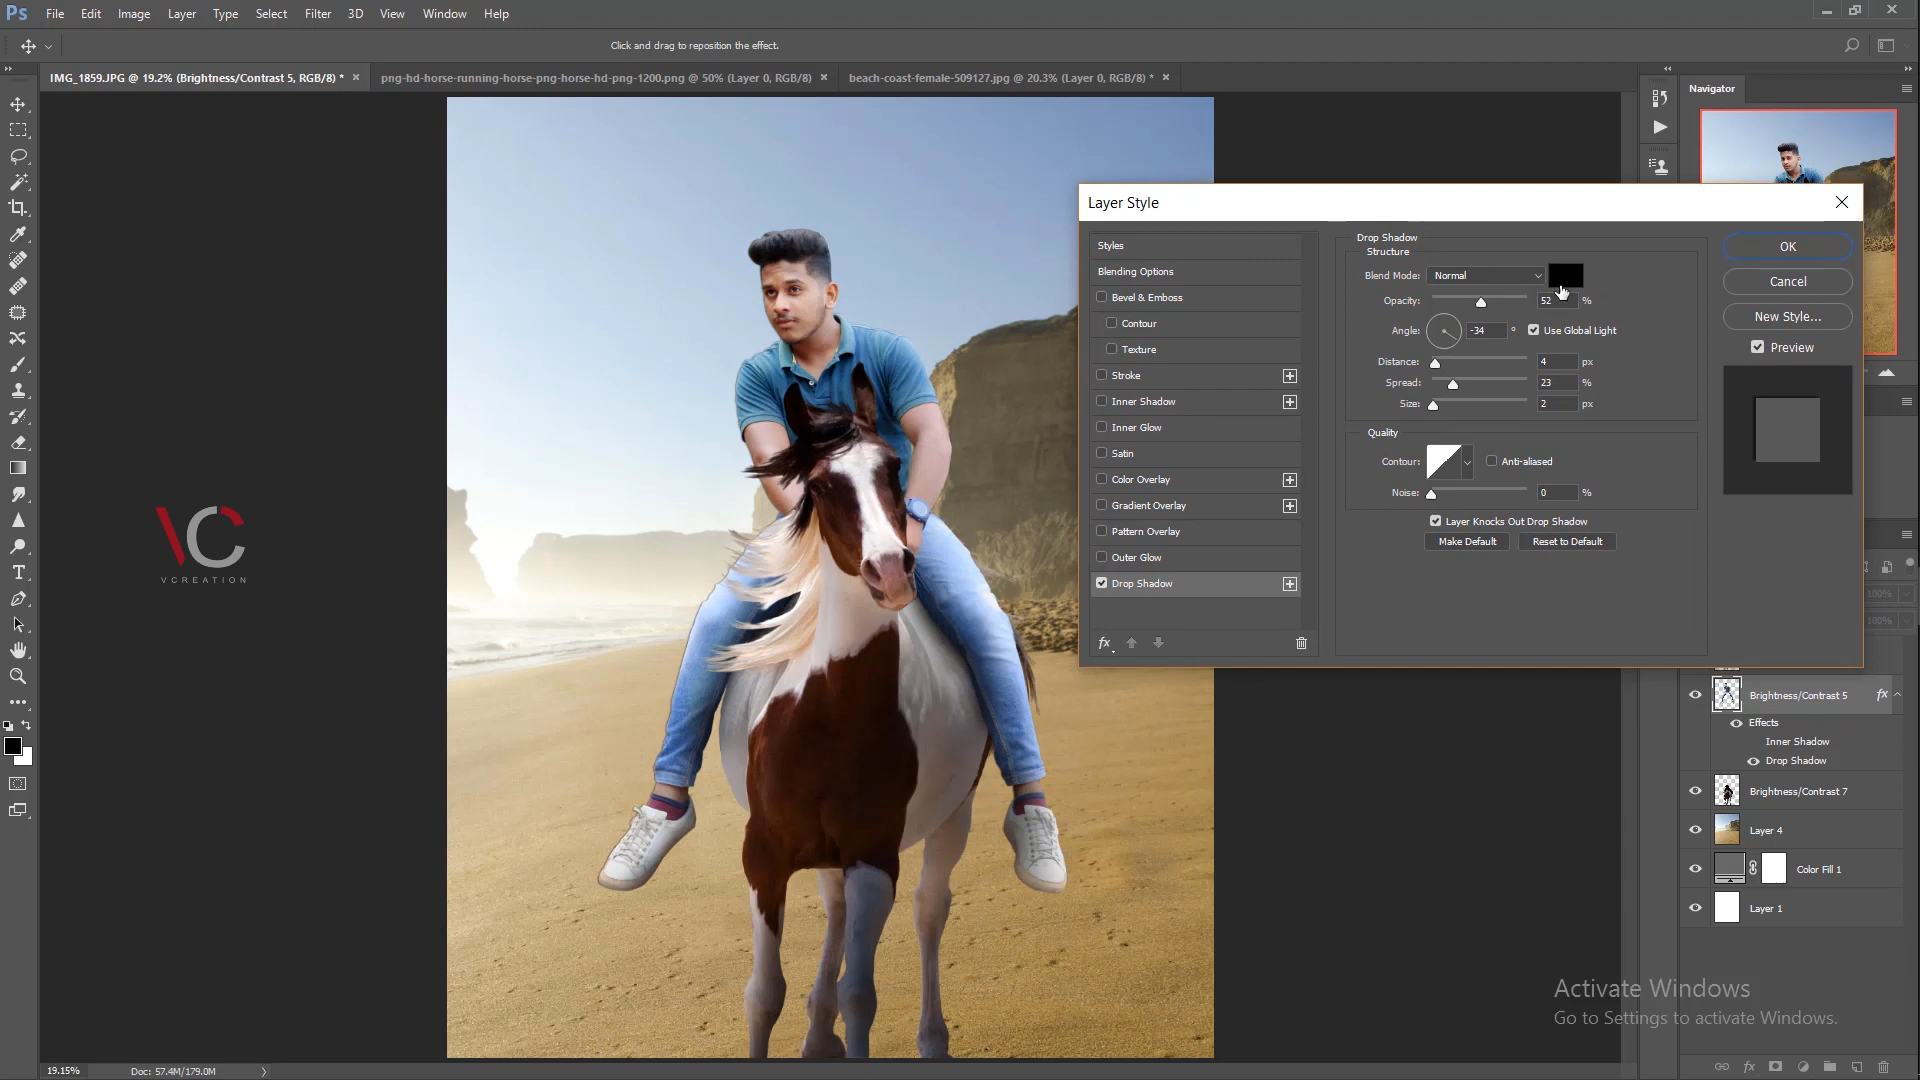 Ps File Edit Image Layer Type Select Filter 3D View Window Help
Click and drag to reposition the effect.
IMG_1859.JPG @ 19.2% (Brightness/Contrast 5, RGB/8) *
png-hd-horse-running-horse-png-horse-hd-png-1200.png @ 50% (Layer 0, RGB/8)
beach-coast-female-509127.jpg @ 20.3% (Layer 0, RGB/8) *
Navigator
Layer Style
Styles
Blending Options
Bevel & Emboss
Contour
Texture
Stroke
Inner Shadow
Inner Glow
Satin
Color Overlay
Gradient Overlay
Pattern Overlay
Outer Glow
Drop Shadow
fx
Drop Shadow
Structure
Blend Mode: Normal
Opacity: 52 %
Angle: -34 ° Use Global Light
Distance: 4 px
Spread: 23 %
Size: 2 px
Quality
Contour: Anti-aliased
Noise: 0 %
Layer Knocks Out Drop Shadow
Make Default Reset to Default
OK
Cancel
New Style...
Preview
100%
100%
Brightness/Contrast 5 fx
Effects
Inner Shadow
Drop Shadow
Brightness/Contrast 7
Layer 4
Color Fill 1
Layer 1
VC
VCREATION
Activate Windows
Go to Settings to activate Windows.
19.15% Doc: 57.4M/179.0M
fx